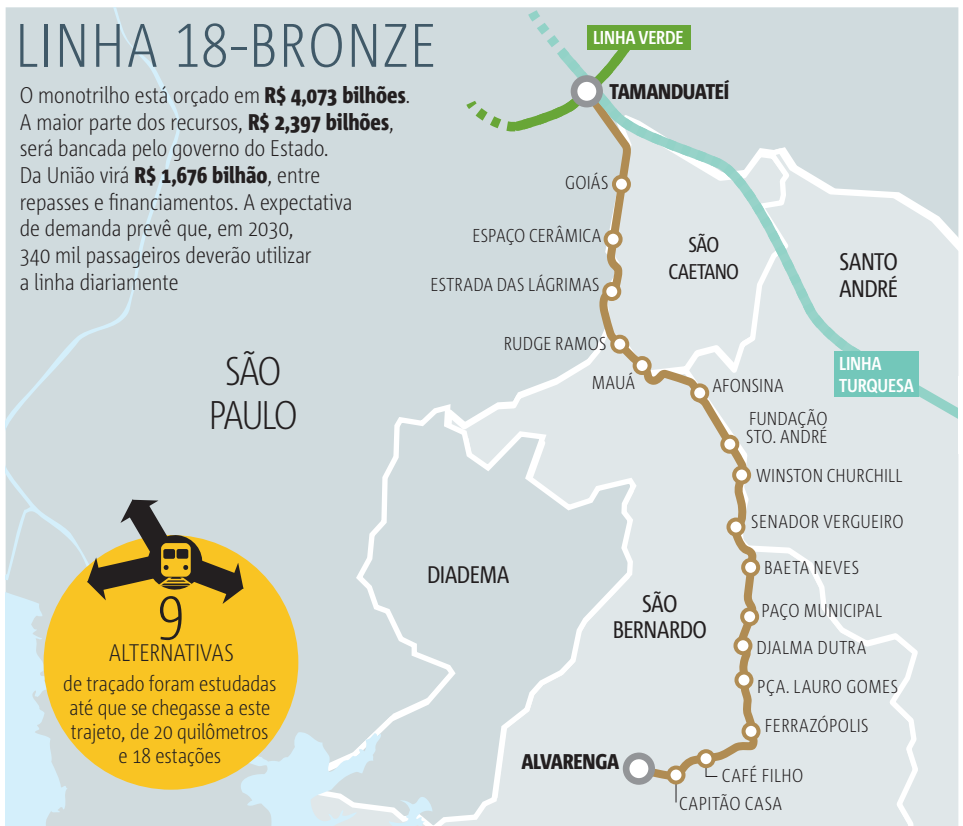 LINHA 18-BRONZE
O monotrilho está orçado em R$ 4,073 bilhões.
A maior parte dos recursos, R$ 2,397 bilhões,
será bancada pelo governo do Estado.
Da União virá R$ 1,676 bilhão, entre
repasses e financiamentos. A expectativa
de demanda prevê que, em 2030,
340 mil passageiros deverão utilizar
a linha diariamente
LINHA VERDE
TAMANDUATEÍ
GOIÁS
ESPAÇO CERÂMICA
SÃO
CAETANO
SANTO
ANDRÉ
ESTRADA DAS LÁGRIMAS
RUDGE RAMOS
MAUÁ
LINHA
TURQUESA
SÃO
PAULO
AFONSINA
FUNDAÇÃO
STO. ANDRÉ
WINSTON CHURCHILL
SENADOR VERGUEIRO
BAETA NEVES
DIADEMA
SÃO
BERNARDO
PAÇO MUNICIPAL
DJALMA DUTRA
PÇA. LAURO GOMES
FERRAZÓPOLIS
ALVARENGA
CAFÉ FILHO
CAPITÃO CASA
9
ALTERNATIVAS
de traçado foram estudadas
até que se chegasse a este
trajeto, de 20 quilômetros
e 18 estações